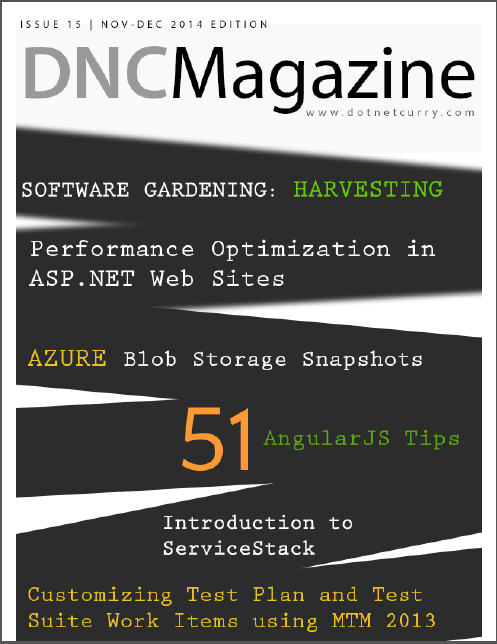 ISSUE 15 | NOV-DEC 2014 EDITION
DNCMagazine
www.dotnetcurry.com
SOFTWARE GARDENING: HARVESTING
Performance Optimization in
ASP.NET Web Sites
AZURE Blob Storage Snapshots
51 AngularJS Tips
Introduction to
ServiceStack
Customizing Test Plan and Test
Suite Work Items using MTM 2013